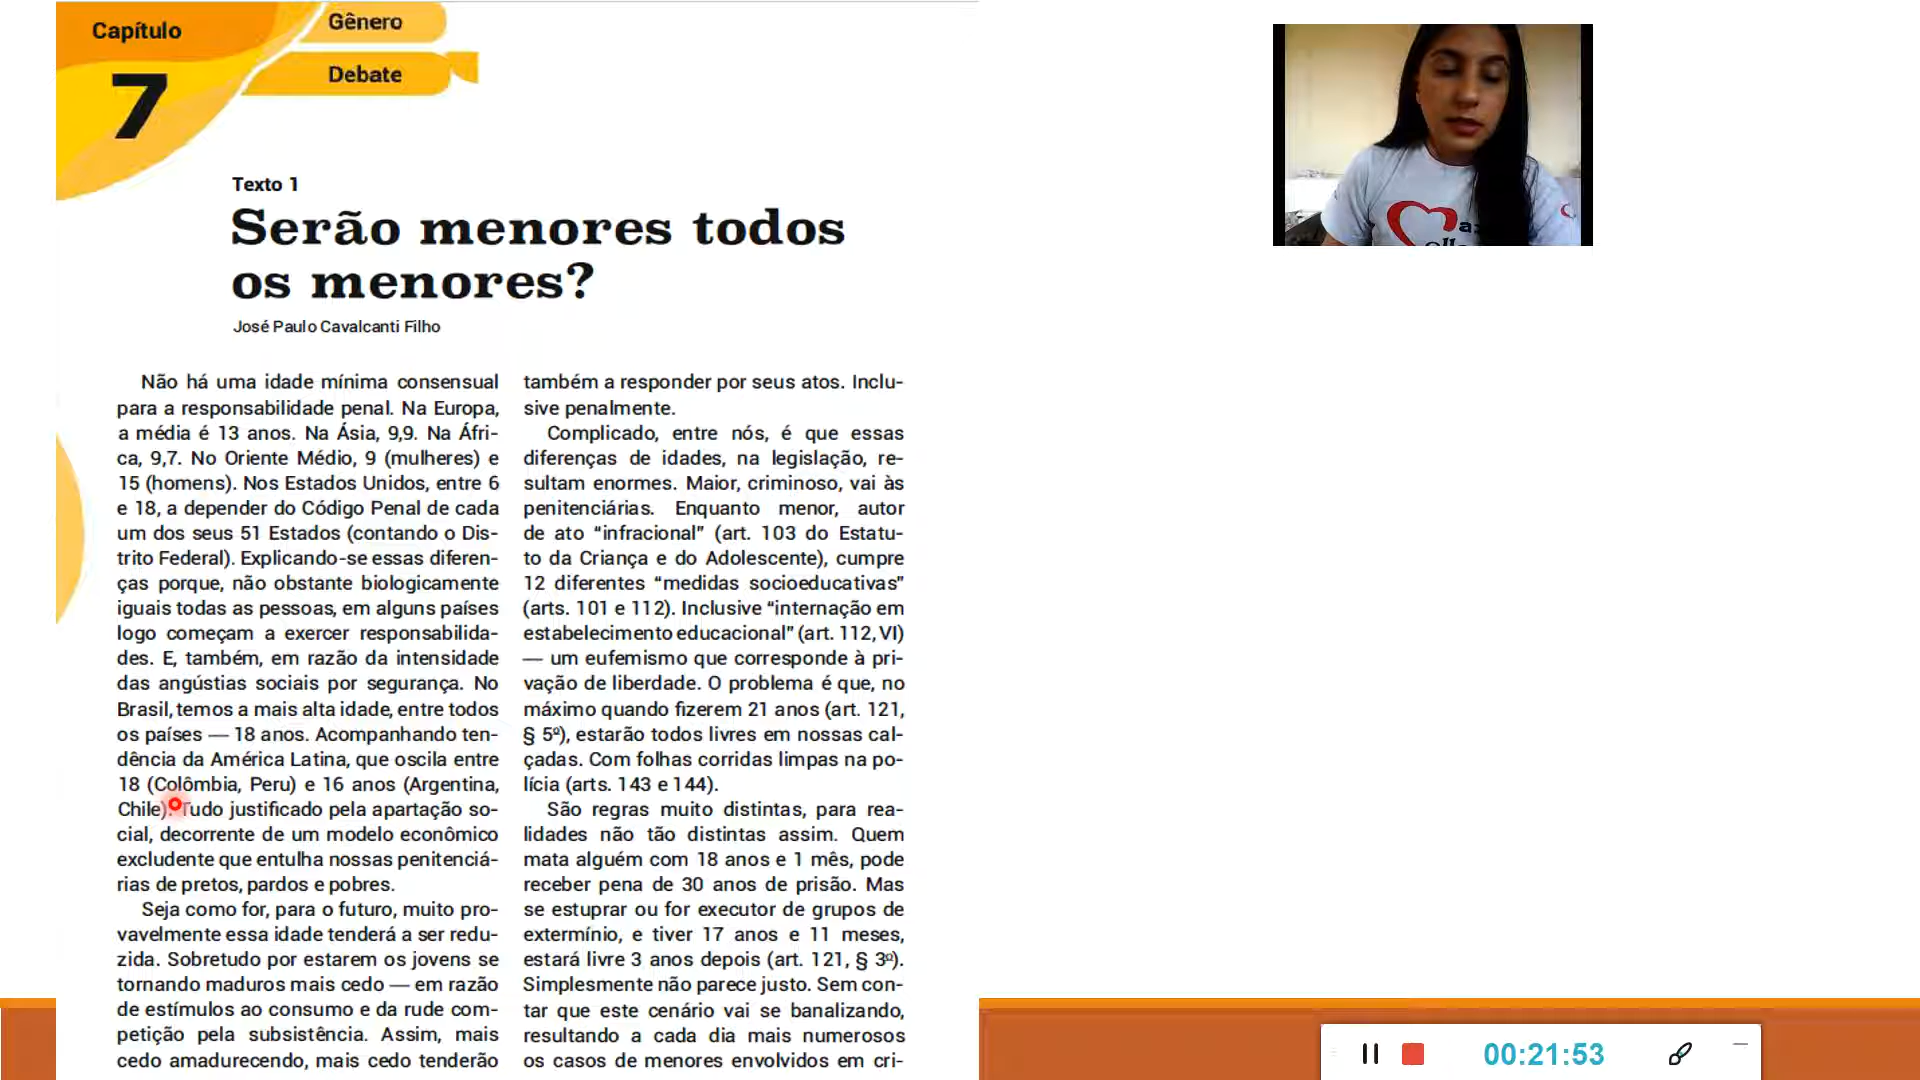 Capítulo
7
Gênero
Debate
Texto 1
Serão menores todos
os menores?
José Paulo Cavalcanti Filho
Não há uma idade mínima consensual
para a responsabilidade penal. Na Europa,
a média é 13 anos. Na Ásia, 9,9. Na Áfri-
ca, 9,7. No Oriente Médio, 9 (mulheres) e
15 (homens). Nos Estados Unidos, entre 6
e 18, a depender do Código Penal de cada
um dos seus 51 Estados (contando o Dis-
trito Federal). Explicando-se essas diferen-
ças porque, não obstante biologicamente
iguais todas as pessoas, em alguns países
logo começam a exercer responsabilida-
des. E, também, em razão da intensidade
das angústias sociais por segurança. No
Brasil, temos a mais alta idade, entre todos
os países — 18 anos. Acompanhando ten-
dência da América Latina, que oscila entre
18 (Colômbia, Peru) e 16 anos (Argentina,
Chile). Tudo justificado pela apartação so-
cial, decorrente de um modelo econômico
excludente que entulha nossas penitenciá-
rias de pretos, pardos e pobres.
Seja como for, para o futuro, muito pro-
vavelmente essa idade tenderá a ser redu-
zida. Sobretudo por estarem os jovens se
tornando maduros mais cedo — em razão
de estímulos ao consumo e da rude com-
petição pela subsistência. Assim, mais
cedo amadurecendo, mais cedo tenderão
também a responder por seus atos. Inclu-
sive penalmente.
Complicado, entre nós, é que essas
diferenças de idades, na legislação, re-
sultam enormes. Maior, criminoso, vai às
penitenciárias. Enquanto menor, autor
de ato “infracional” (art. 103 do Estatu-
to da Criança e do Adolescente), cumpre
12 diferentes “medidas socioeducativas”
(arts. 101 e 112). Inclusive “internação em
estabelecimento educacional” (art. 112, VI)
— um eufemismo que corresponde à pri-
vação de liberdade. O problema é que, no
máximo quando fizerem 21 anos (art. 121,
§ 5º), estarão todos livres em nossas cal-
çadas. Com folhas corridas limpas na po-
lícia (arts. 143 e 144).
São regras muito distintas, para rea-
lidades não tão distintas assim. Quem
mata alguém com 18 anos e 1 mês, pode
receber pena de 30 anos de prisão. Mas
se estuprar ou for executor de grupos de
extermínio, e tiver 17 anos e 11 meses,
estará livre 3 anos depois (art. 121, § 3º).
Simplesmente não parece justo. Sem con-
tar que este cenário vai se banalizando,
resultando a cada dia mais numerosos
os casos de menores envolvidos em cri-
00:21:53